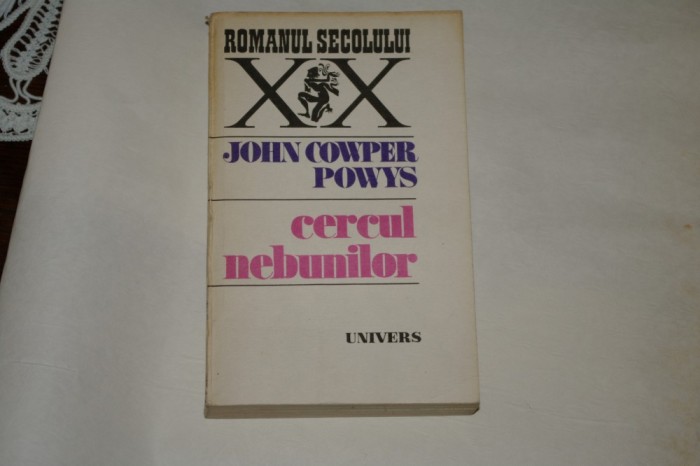 ROMANUL SECOLULUI
XX
JOHN COWPER
POWYS
cercul
nebunilor
UNIVERS